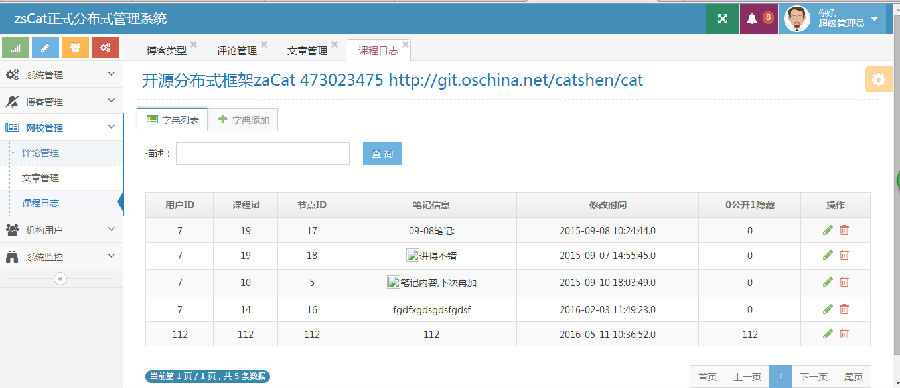 zsCat正式分布式管理系统
8
你好,
超级管理员
博客类型
评论管理
文章管理
课程日志
系统管理
博客管理
网校管理
评论管理
文章管理
课程日志
机构用户
系统监控
开源分布式框架zaCat 473023475 http://git.oschina.net/catshen/cat
字典列表
字典添加
描述:
查 询
用户ID 课程id 节点ID 笔记信息 修改时间 0公开1隐藏 操作
7 19 17 09-08笔记: 2015-09-08 10:24:44.0 0
7 19 18 讲得不错 2015-09-07 14:55:45.0 0
7 10 5 笔记内容,下次再加 2015-09-10 18:03:49.0 0
7 14 16 fgdfxgdsgdsfgdsf 2016-02-03 11:49:23.0 0
112 112 112 112 2016-05-11 10:36:52.0 112
当前第 1 页 / 1 页 , 共 5 条数据
首页 上一页 1 下一页 尾页